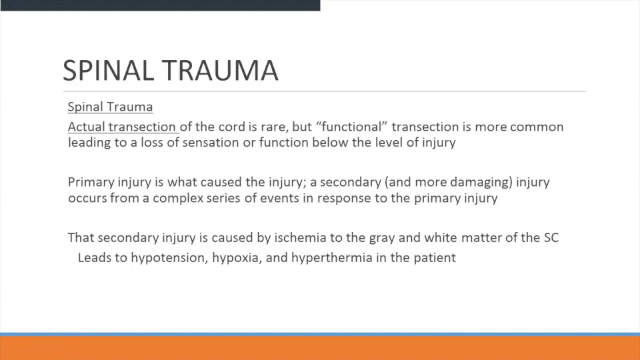 SPINAL TRAUMA
Spinal Trauma
Actual transection of the cord is rare, but “functional” transection is more common
leading to a loss of sensation or function below the level of injury
Primary injury is what caused the injury; a secondary (and more damaging) injury
occurs from a complex series of events in response to the primary injury
That secondary injury is caused by ischemia to the gray and white matter of the SC
Leads to hypotension, hypoxia, and hyperthermia in the patient